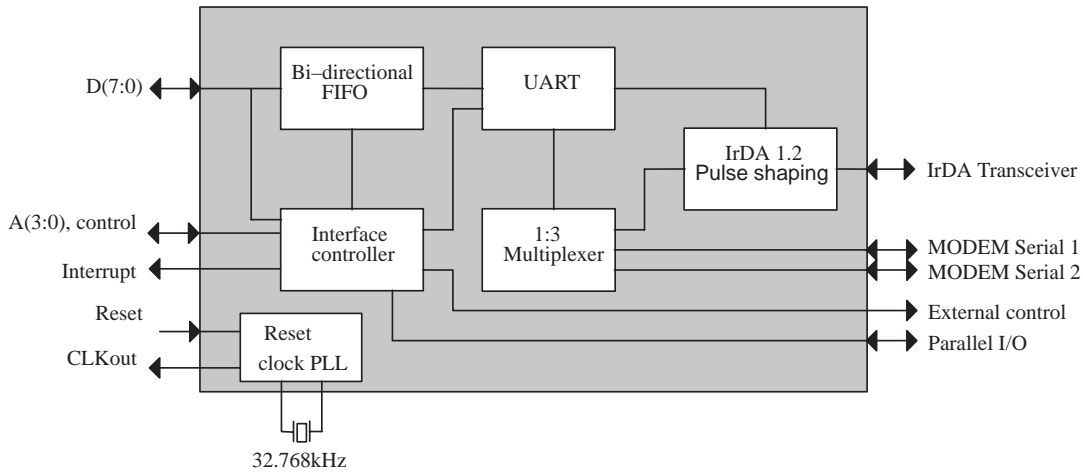 D(7:0)
Bi–directional
FIFO
UART
IrDA 1.2
Pulse shaping
IrDA Transceiver
A(3:0), control
Interface
controller
1:3
Multiplexer
MODEM Serial 1
Interrupt
MODEM Serial 2
Reset
External control
Reset
clock PLL
CLKout
Parallel I/O
32.768kHz